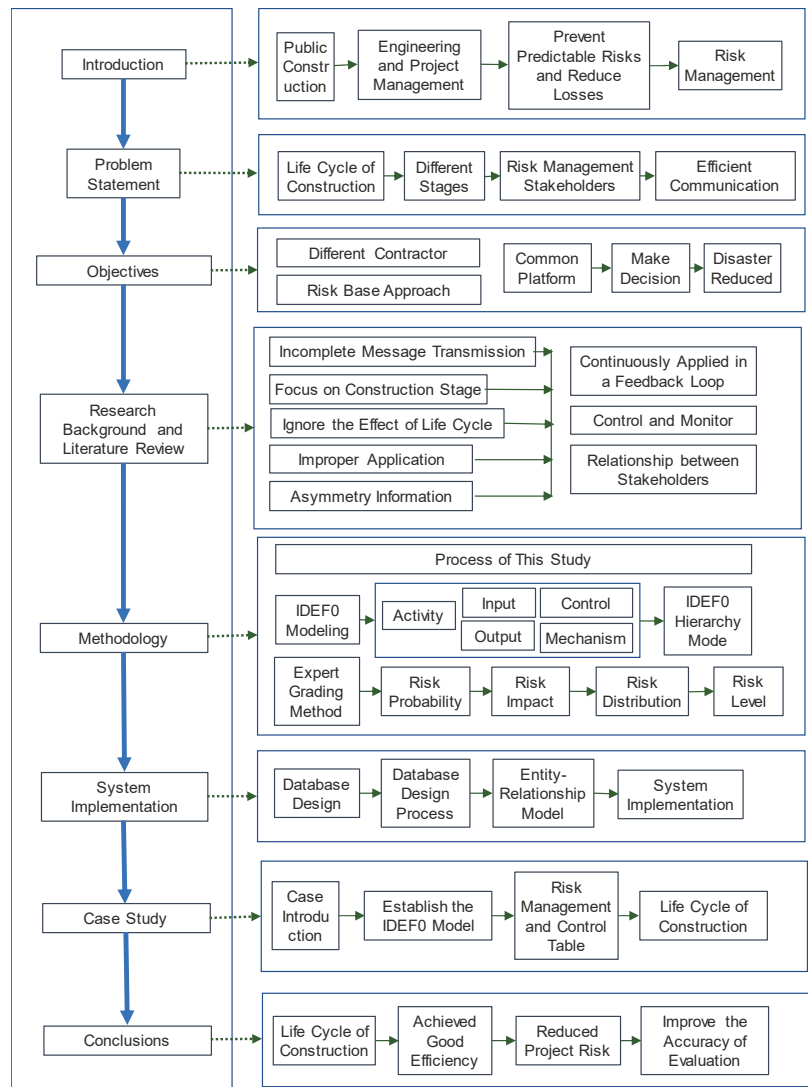 Introduction
Public
Constr
uction
Engineering
and Project
Management
Prevent
Predictable Risks
and Reduce
Losses
Risk
Management
Problem
Statement
Life Cycle of
Construction
Different
Stages
Risk Management
Stakeholders
Efficient
Communication
Objectives
Different Contractor
Risk Base Approach
Common
Platform
Make
Decision
Disaster
Reduced
Research
Background and
Literature Review
Incomplete Message Transmission
Focus on Construction Stage
Ignore the Effect of Life Cycle
Improper Application
Asymmetry Information
Continuously Applied in
a Feedback Loop
Control and Monitor
Relationship between
Stakeholders
Methodology
Process of This Study
IDEF0
Modeling
Activity
Input
Control
Output
Mechanism
IDEF0
Hierarchy
Mode
Expert
Grading
Method
Risk
Probability
Risk
Impact
Risk
Distribution
Risk
Level
System
Implementation
Database
Design
Database
Design
Process
Entity-
Relationship
Model
System
Implementation
Case Study
Case
Introdu
ction
Establish the
IDEF0 Model
Risk
Management
and Control
Table
Life Cycle of
Construction
Conclusions
Life Cycle of
Construction
Achieved
Good
Efficiency
Reduced
Project Risk
Improve the
Accuracy of
Evaluation